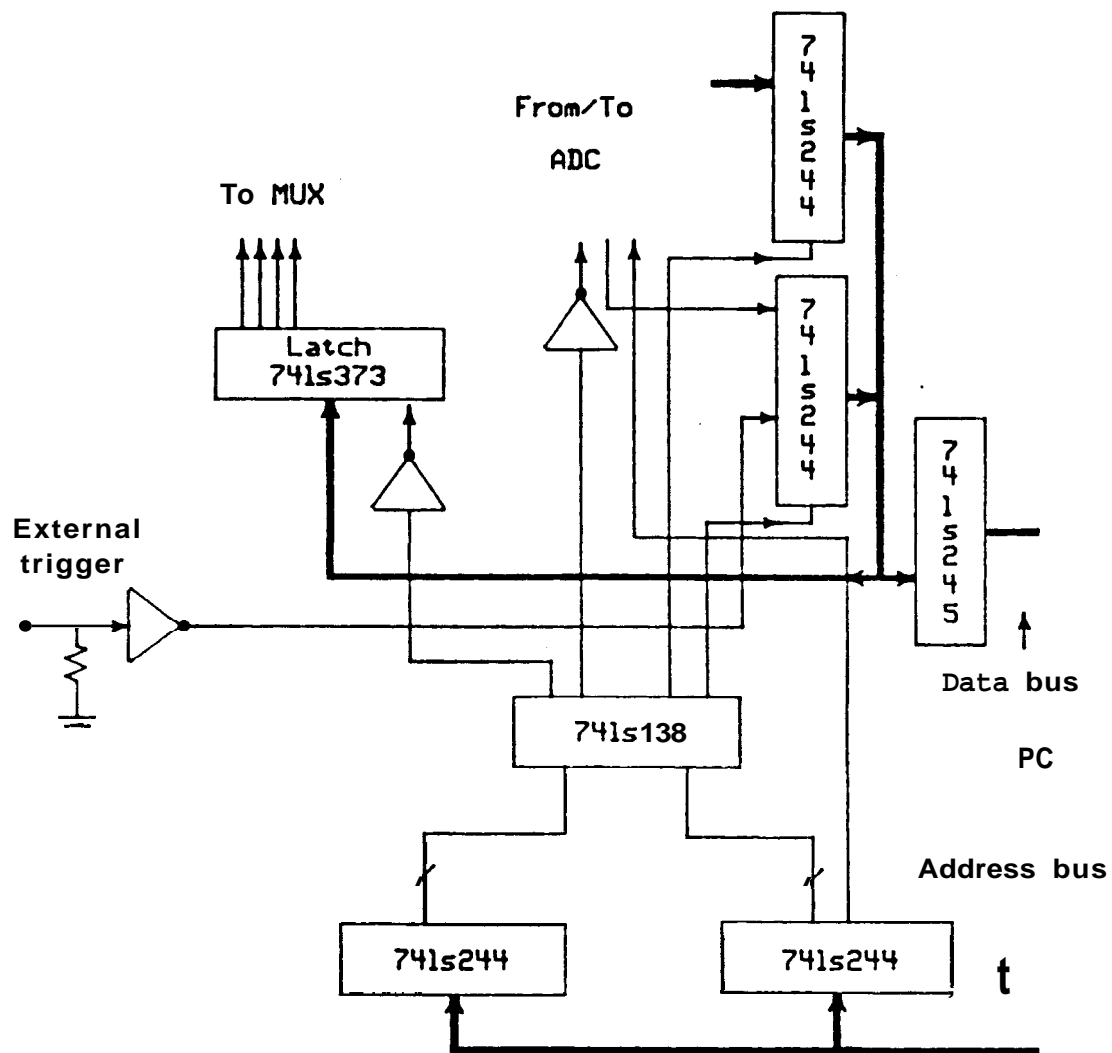 74ls244
From/To
ADC
To MUX
74ls244
Latch
74ls373
74ls245
External
trigger
Data bus
74ls138
PC
Address bus
74ls244
74ls244
t